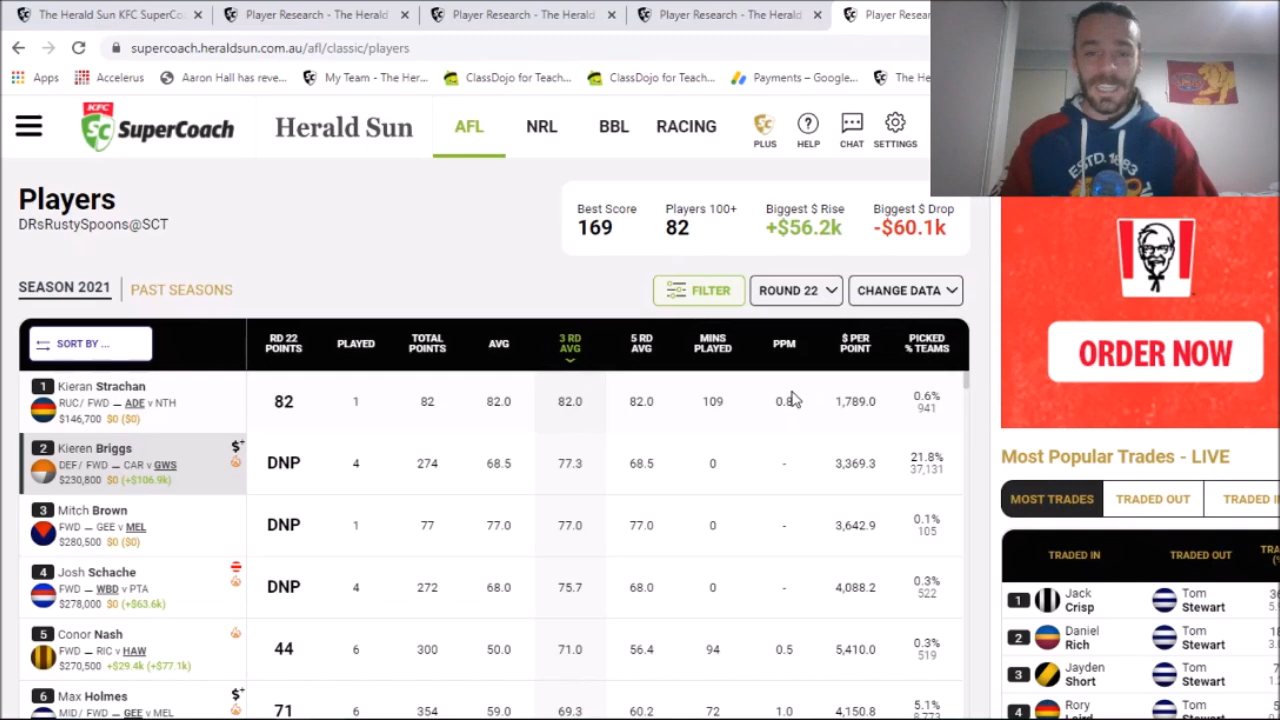 The Herald Sun KFC SuperCo
Player Research - The Herald
Player Research - The Herald
Player Research - The Herald
Player Resear
supercoach.heraldsun.com.au/afl/classic/players
Apps
Accelerus
Aaron Hall has reve...
My Team - The Her...
ClassDojo for Teach...
ClassDojo for Teach...
Payments – Google...
The He
KFC
SC SuperCoach
Herald Sun
AFL
NRL
BBL
RACING
PLUS
HELP
CHAT
SETTINGS
ESTD. 1883
Players
DRsRustySpoons@SCT
Best Score
169
Players 100+
82
Biggest $ Rise
+$56.2k
Biggest $ Drop
-$60.1k
SEASON 2021
PAST SEASONS
FILTER
ROUND 22
CHANGE DATA
SORT BY ...
RD 22 POINTS
PLAYED
TOTAL POINTS
AVG
3 RD AVG
5 RD AVG
MINS PLAYED
PPM
$ PER POINT
PICKED % TEAMS
1 Kieran Strachan
RUC/ FWD — ADE v NTH
$146,700 $0 ($0)
82 1 82 82.0 82.0 82.0 109 1,789.0 0.6%
941
2 Kieren Briggs
DEF/ FWD — CAR v GWS
$230,800 $0 (+$106.9k)
DNP 4 274 68.5 77.3 68.5 0 - 3,369.3 21.8%
37,131
3 Mitch Brown
FWD — GEE v MEL
$280,500 $0 ($0)
DNP 1 77 77.0 77.0 77.0 0 - 3,642.9 0.1%
105
4 Josh Schache
FWD — WBD v PTA
$278,000 $0 (+$63.6k)
DNP 4 272 68.0 75.7 68.0 0 - 4,088.2 0.3%
522
5 Conor Nash
FWD — RIC v HAW
$270,500 +$29.4k (+$77.1k)
44 6 300 50.0 71.0 56.4 94 0.5 5,410.0 0.3%
519
6 Max Holmes
MID/ FWD — GEE v MEL
71 6 354 59.0 69.3 60.2 72 1.0 4,150.8 5.1%
8,773
ORDER NOW
Most Popular Trades - LIVE
MOST TRADES
TRADED OUT
TRADED I
TRADED IN
TRADED OUT
TRA
1 Jack Crisp Tom Stewart
2 Daniel Rich Tom Stewart
3 Jayden Short Tom Stewart
4 Rory Laird Tom Stewart